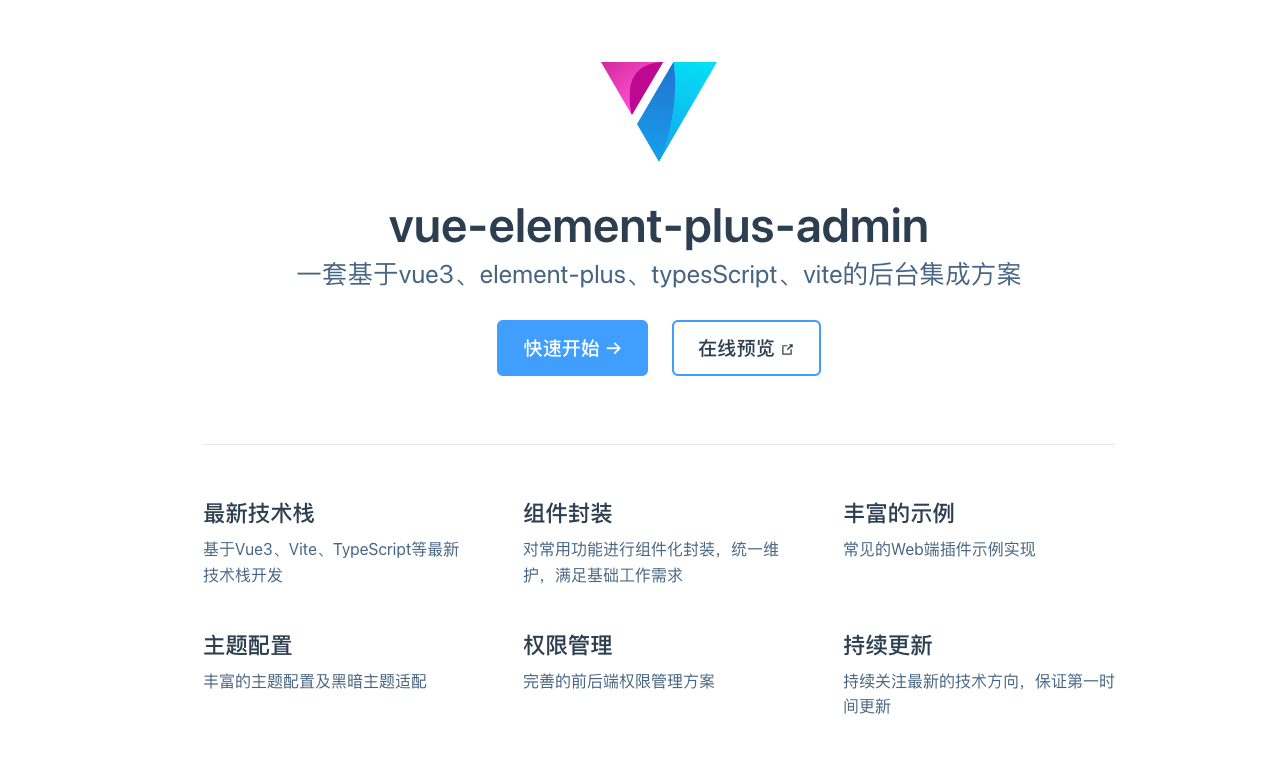 vue-element-plus-admin
一套基于vue3、element-plus、typesScript、vite的后台集成方案
快速开始 →
在线预览
最新技术栈
基于Vue3、Vite、TypeScript等最新
技术栈开发
组件封装
对常用功能进行组件化封装，统一维
护，满足基础工作需求
丰富的示例
常见的Web端插件示例实现
主题配置
丰富的主题配置及黑暗主题适配
权限管理
完善的前后端权限管理方案
持续更新
持续关注最新的技术方向，保证第一时
间更新